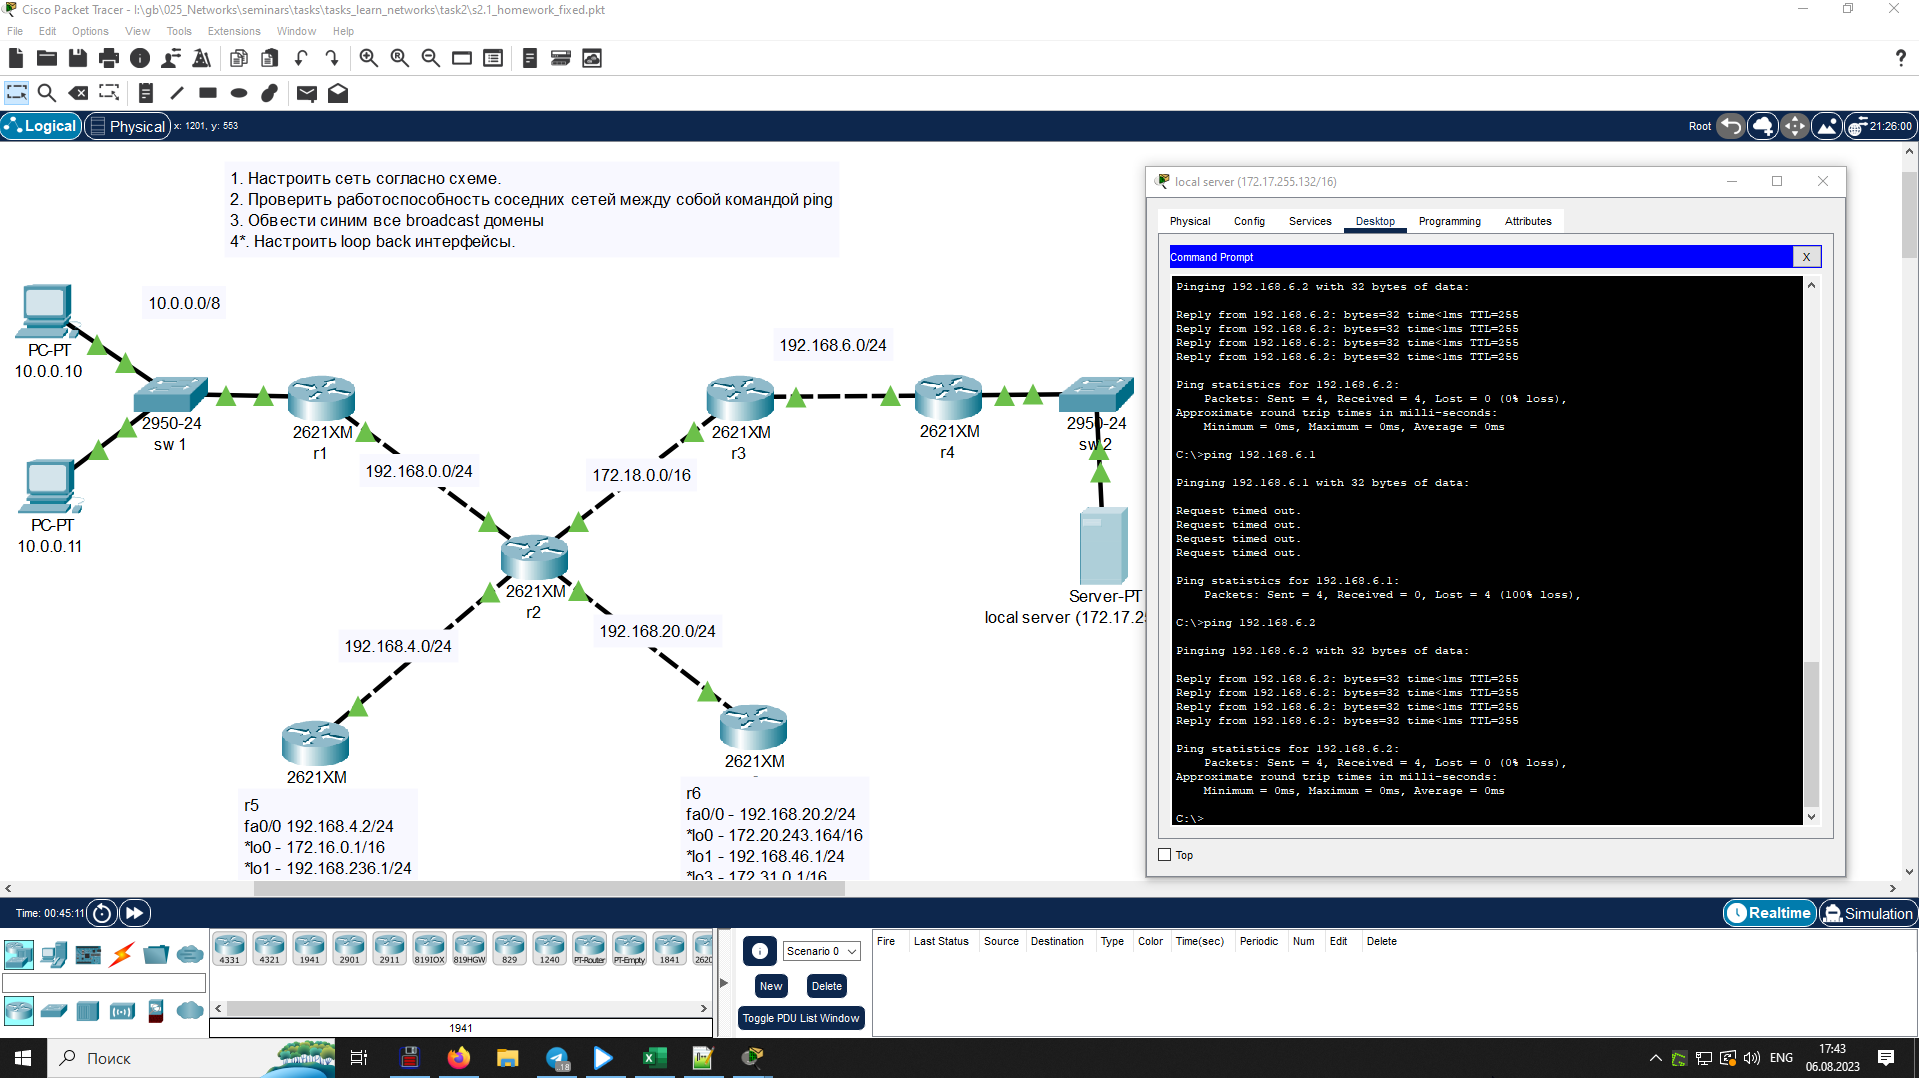 Cisco Packet Tracer - I:\gb\025_Networks\seminars\tasks\tasks_learn_networks\task2\s2.1_homework_fixed.pkt
File Edit Options View Tools Extensions Window Help
Logical Physical x: 1201, y: 553 Root 21:26:00
1. Настроить сеть согласно схеме.
2. Проверить работоспособность соседних сетей между собой командой ping
3. Обвести синим все broadcast домены
4*. Настроить loop back интерфейсы.
10.0.0.0/8
PC-PT
10.0.0.10
2950-24
sw 1
PC-PT
10.0.0.11
2621XM
r1
192.168.0.0/24
172.18.0.0/16
2621XM
r3
192.168.6.0/24
2621XM
r4
2950-24
sw 2
Server-PT
local server (172.17.25
2621XM
r2
192.168.4.0/24
192.168.20.0/24
2621XM
r5
fa0/0 192.168.4.2/24
*lo0 - 172.16.0.1/16
*lo1 - 192.168.236.1/24
2621XM
r6
fa0/0 - 192.168.20.2/24
*lo0 - 172.20.243.164/16
*lo1 - 192.168.46.1/24
*lo3 - 172.31.0.1/16
local server (172.17.255.132/16)
Physical Config Services Desktop Programming Attributes
Command Prompt X
Pinging 192.168.6.2 with 32 bytes of data:
Reply from 192.168.6.2: bytes=32 time<1ms TTL=255
Reply from 192.168.6.2: bytes=32 time<1ms TTL=255
Reply from 192.168.6.2: bytes=32 time<1ms TTL=255
Reply from 192.168.6.2: bytes=32 time<1ms TTL=255
Ping statistics for 192.168.6.2:
Packets: Sent = 4, Received = 4, Lost = 0 (0% loss),
Approximate round trip times in milli-seconds:
Minimum = 0ms, Maximum = 0ms, Average = 0ms
C:\>ping 192.168.6.1
Pinging 192.168.6.1 with 32 bytes of data:
Request timed out.
Request timed out.
Request timed out.
Request timed out.
Ping statistics for 192.168.6.1:
Packets: Sent = 4, Received = 0, Lost = 4 (100% loss),
C:\>ping 192.168.6.2
Pinging 192.168.6.2 with 32 bytes of data:
Reply from 192.168.6.2: bytes=32 time<1ms TTL=255
Reply from 192.168.6.2: bytes=32 time<1ms TTL=255
Reply from 192.168.6.2: bytes=32 time<1ms TTL=255
Reply from 192.168.6.2: bytes=32 time<1ms TTL=255
Ping statistics for 192.168.6.2:
Packets: Sent = 4, Received = 4, Lost = 0 (0% loss),
Approximate round trip times in milli-seconds:
Minimum = 0ms, Maximum = 0ms, Average = 0ms
C:\>
Top
Time: 00:45:11 Realtime Simulation
4331 4321 1941 2901 2911 819IOX 819HGW 829 1240 PT-Router PT-Empty 1841 2620
1941
Scenario 0
New Delete
Toggle PDU List Window
Fire Last Status Source Destination Type Color Time(sec) Periodic Num Edit Delete
Поиск
18
ENG
17:43
06.08.2023